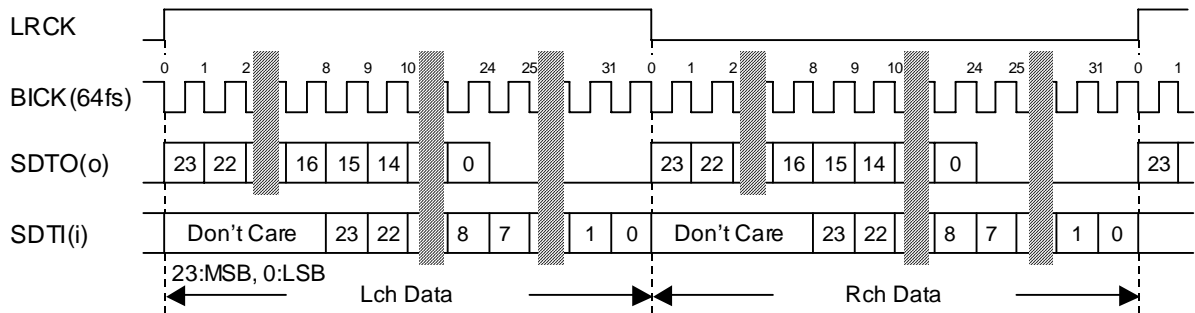 LRCK
0 1 2 8 9 10 24 25 31 0 1 2 8 9 10 24 25 31 0 1
BICK(64fs)
SDTO(o) 23 22 16 15 14 0 23 22 16 15 14 0 23
SDTI(i) Don't Care 23 22 8 7 1 0 Don't Care 23 22 8 7 1 0
23:MSB, 0:LSB
Lch Data Rch Data